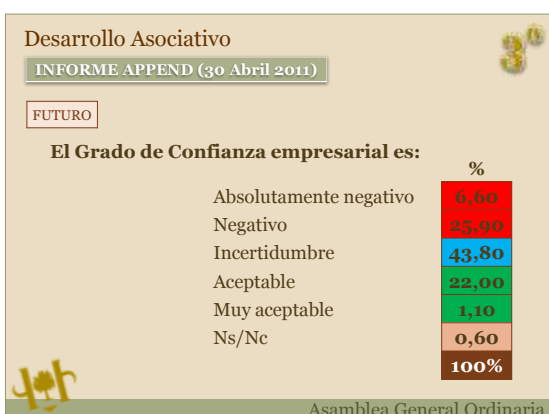 Desarrollo Asociativo
3º
INFORME APPEND (30 Abril 2011)
FUTURO
El Grado de Confianza empresarial es:
%
Absolutamente negativo 6,60
Negativo 25,90
Incertidumbre 43,80
Aceptable 22,00
Muy aceptable 1,10
Ns/Nc 0,60
100%
Asamblea General Ordinaria